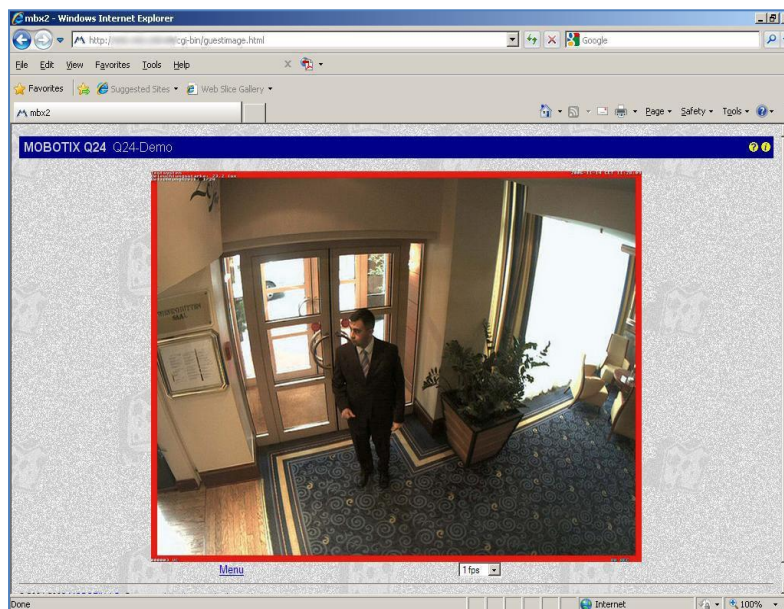 mbx2 - Windows Internet Explorer
http:/ /cgi-bin/guestimage.html
Google
File Edit View Favorites Tools Help
Favorites Suggested Sites Web Slice Gallery
mbx2
Page Safety Tools
MOBOTIX Q24 Q24-Demo
Menu
1 fps
Done
Internet
100%